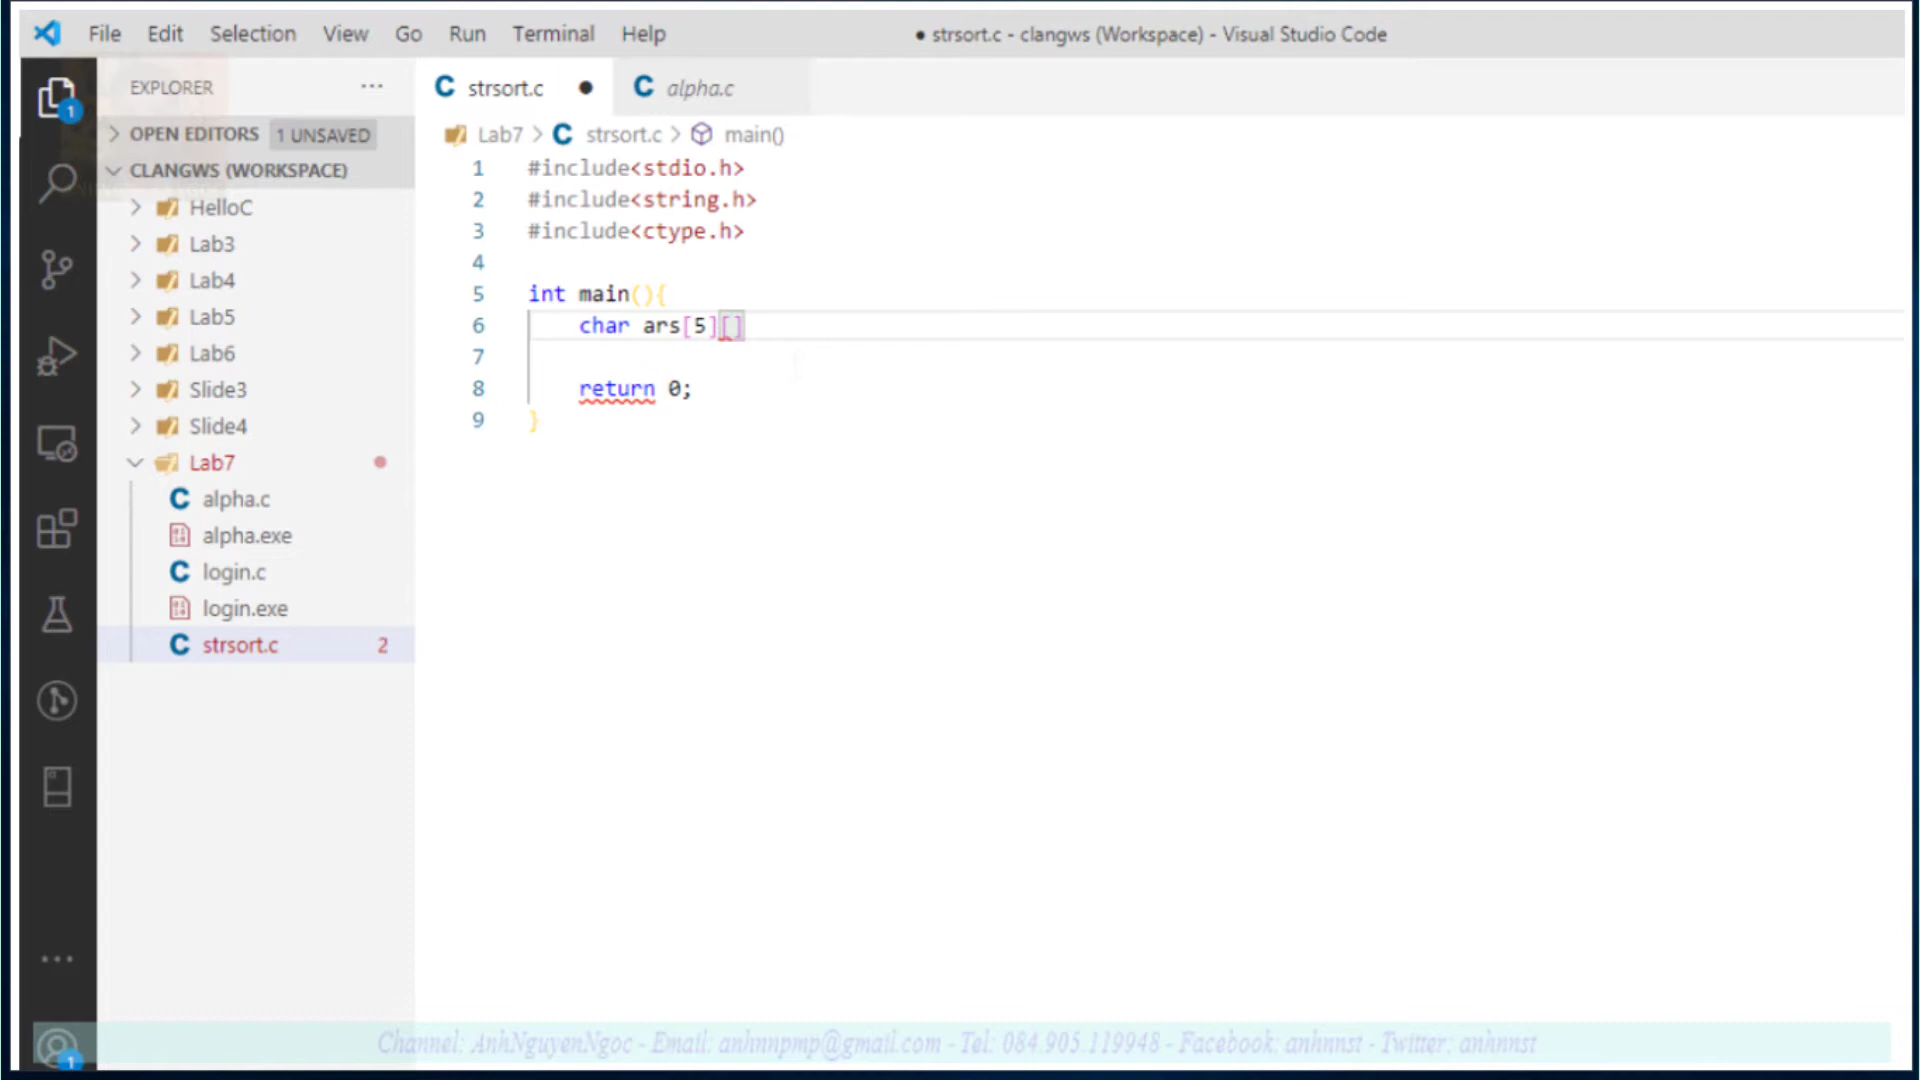 File Edit Selection View Go Run Terminal Help
● strsort.c - clangws (Workspace) - Visual Studio Code
EXPLORER ···
OPEN EDITORS 1 UNSAVED
CLANGWS (WORKSPACE)
HelloC
Lab3
Lab4
Lab5
Lab6
Slide3
Slide4
Lab7
alpha.c
alpha.exe
login.c
login.exe
strsort.c 2
1
1
strsort.c ● alpha.c
Lab7 > strsort.c > main()
1 #include<stdio.h>
2 #include<string.h>
3 #include<ctype.h>
4
5 int main(){
6 char ars[5][]
7
8 return 0;
9 }
Channel: AnhNguyenNgoc - Email: anhnnpmp@gmail.com - Tel: 084.905.119948 - Facebook: anhnnst - Twitter: anhnnst